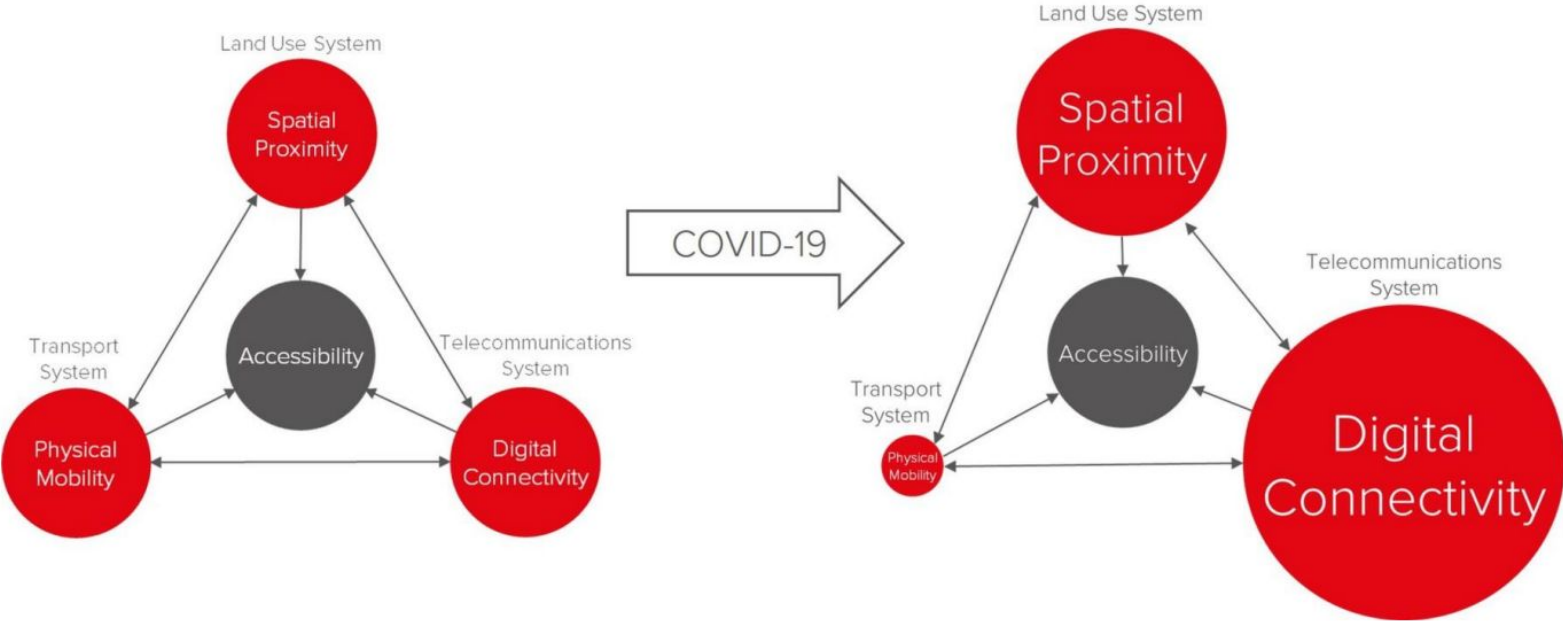 Land Use System
Spatial
Proximity
Transport
System
Accessibility
Telecommunications
System
Physical
Mobility
Digital
Connectivity
COVID-19
Land Use System
Spatial
Proximity
Telecommunications
System
Accessibility
Transport
System
Physical
Mobility
Digital
Connectivity